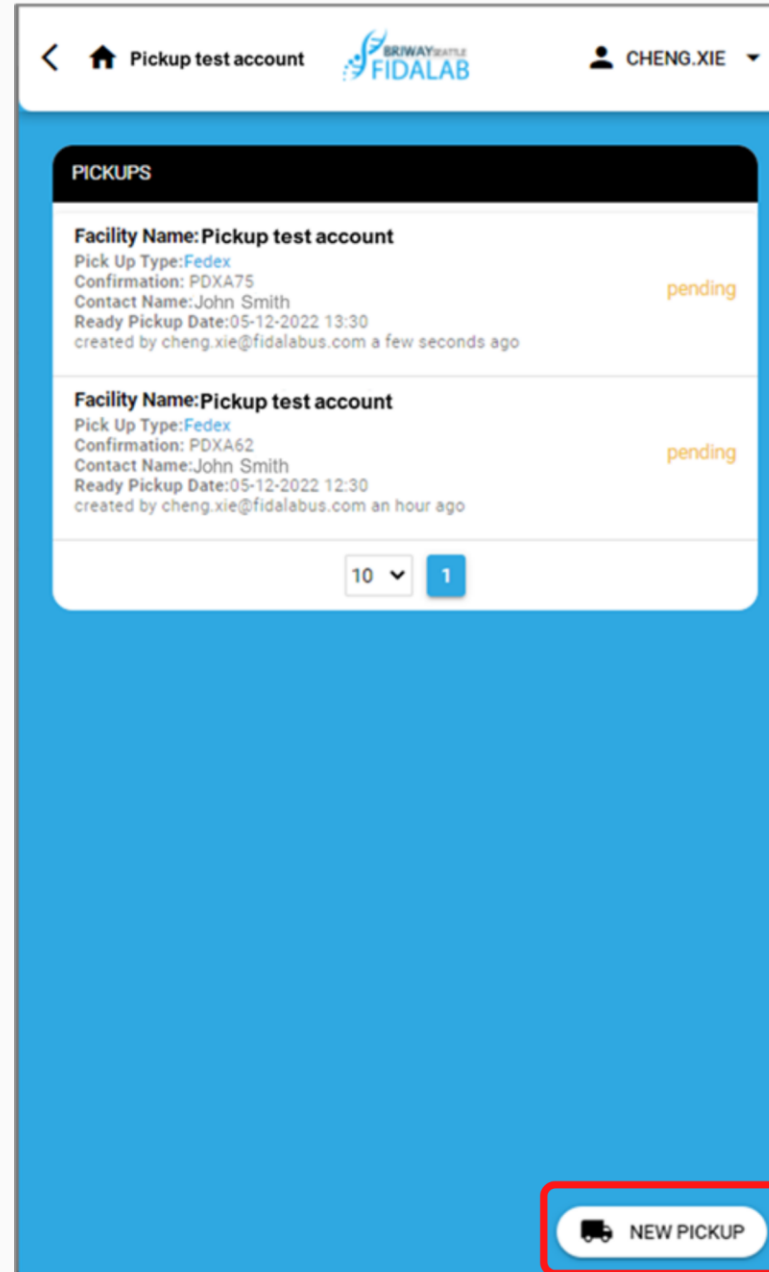 Pickup test account
BRIWAY SEATTLE
FIDALAB
CHENG.XIE
PICKUPS
Facility Name:Pickup test account
Pick Up Type:Fedex
Confirmation: PDXA75
Contact Name:John Smith
Ready Pickup Date:05-12-2022 13:30
created by cheng.xie@fidalabus.com a few seconds ago
pending
Facility Name:Pickup test account
Pick Up Type:Fedex
Confirmation: PDXA62
Contact Name:John Smith
Ready Pickup Date:05-12-2022 12:30
created by cheng.xie@fidalabus.com an hour ago
pending
10 1
NEW PICKUP